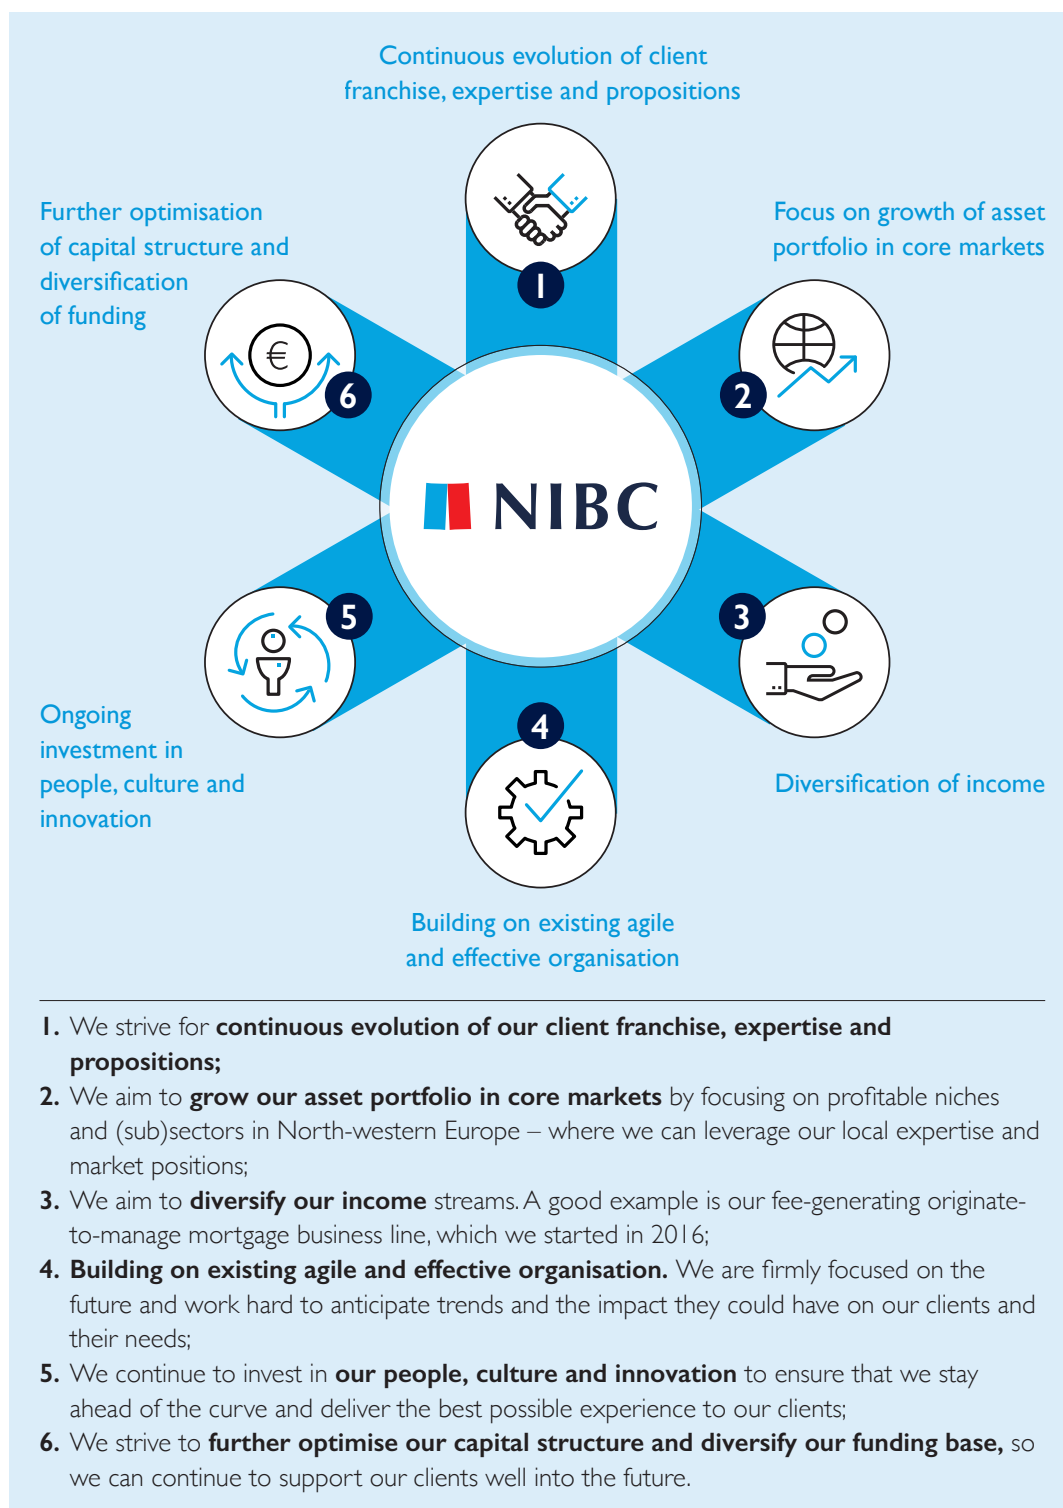 Continuous evolution of client
franchise, expertise and propositions
Further optimisation
of capital structure and
diversification
of funding
Focus on growth of asset
portfolio in core markets
1
€
6
2
NIBC
5
3
4
Ongoing
investment in
people, culture and
innovation
Diversification of income
Building on existing agile
and effective organisation
1. We strive for continuous evolution of our client franchise, expertise and
propositions;
2. We aim to grow our asset portfolio in core markets by focusing on profitable niches
and (sub)sectors in North-western Europe – where we can leverage our local expertise and
market positions;
3. We aim to diversify our income streams. A good example is our fee-generating originate-
to-manage mortgage business line, which we started in 2016;
4. Building on existing agile and effective organisation. We are firmly focused on the
future and work hard to anticipate trends and the impact they could have on our clients and
their needs;
5. We continue to invest in our people, culture and innovation to ensure that we stay
ahead of the curve and deliver the best possible experience to our clients;
6. We strive to further optimise our capital structure and diversify our funding base, so
we can continue to support our clients well into the future.